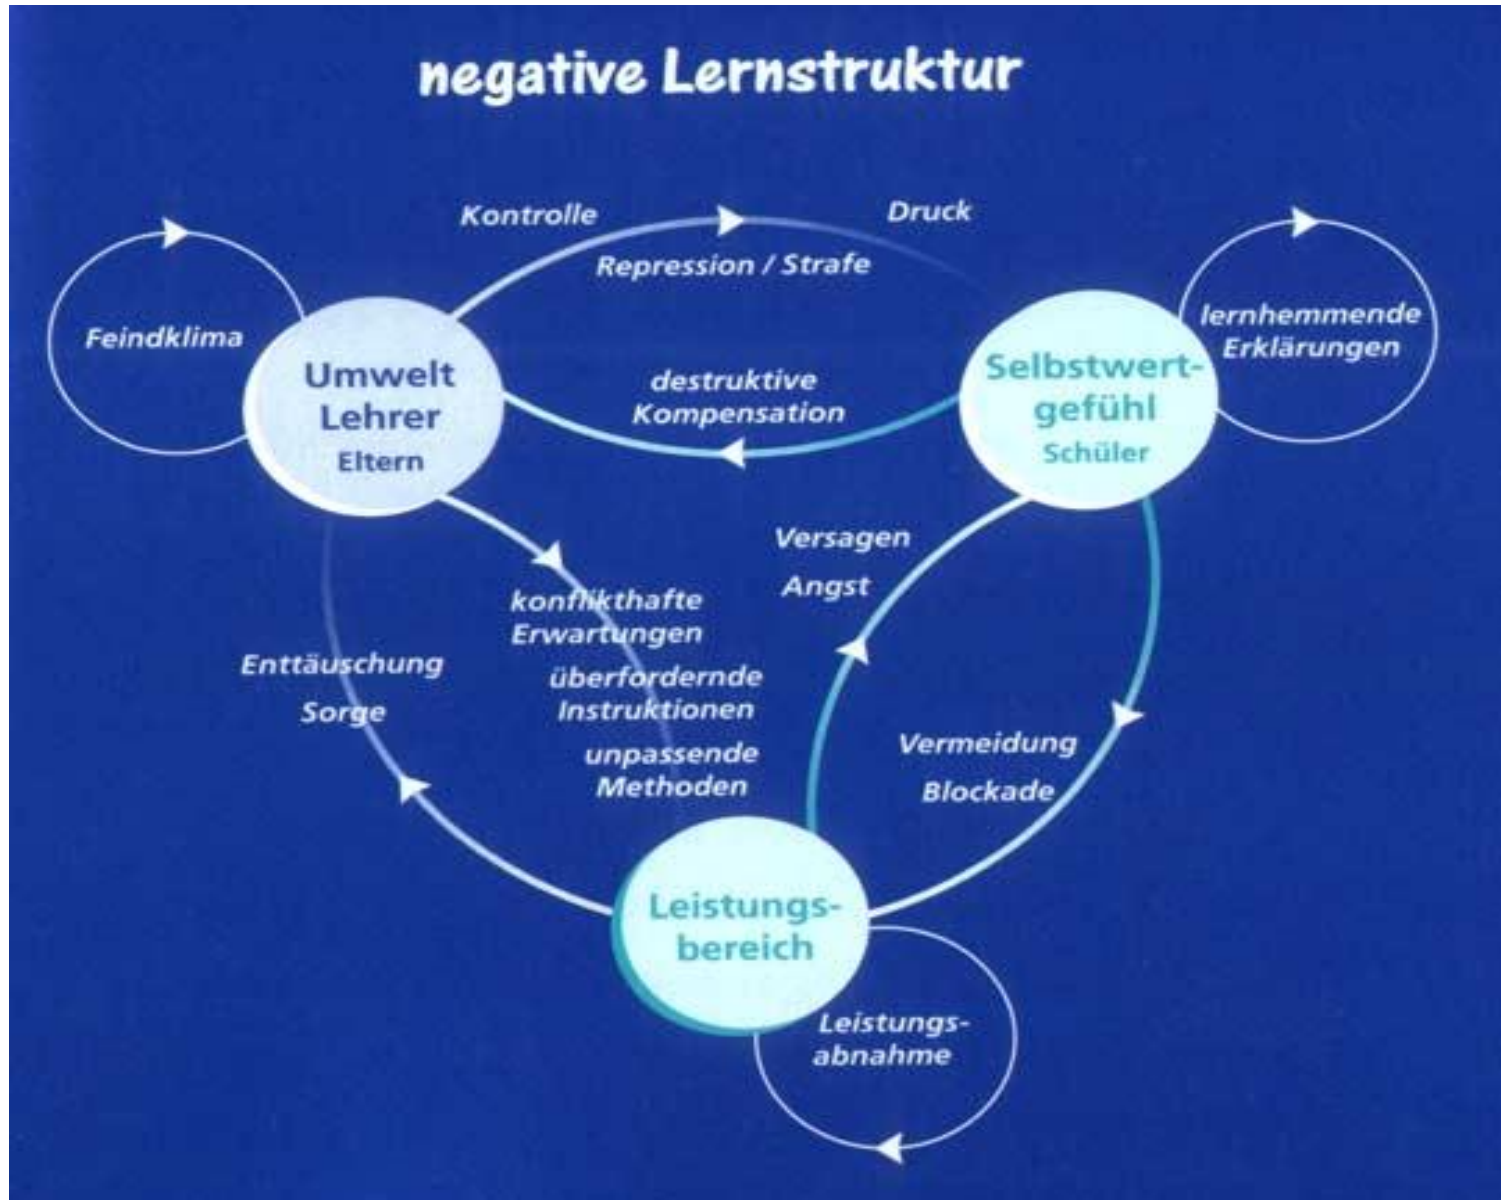 negative Lernstruktur
Kontrolle
Druck
Repression / Strafe
Feindklima
Umwelt
Lehrer
Eltern
destruktive
Kompensation
Selbstwert-
gefühl
Schüler
lernhemmende
Erklärungen
Versagen
Angst
konflikthafte
Erwartungen
überfordernde
Instruktionen
unpassende
Methoden
Enttäuschung
Sorge
Vermeidung
Blockade
Leistungs-
bereich
Leistungs-
abnahme